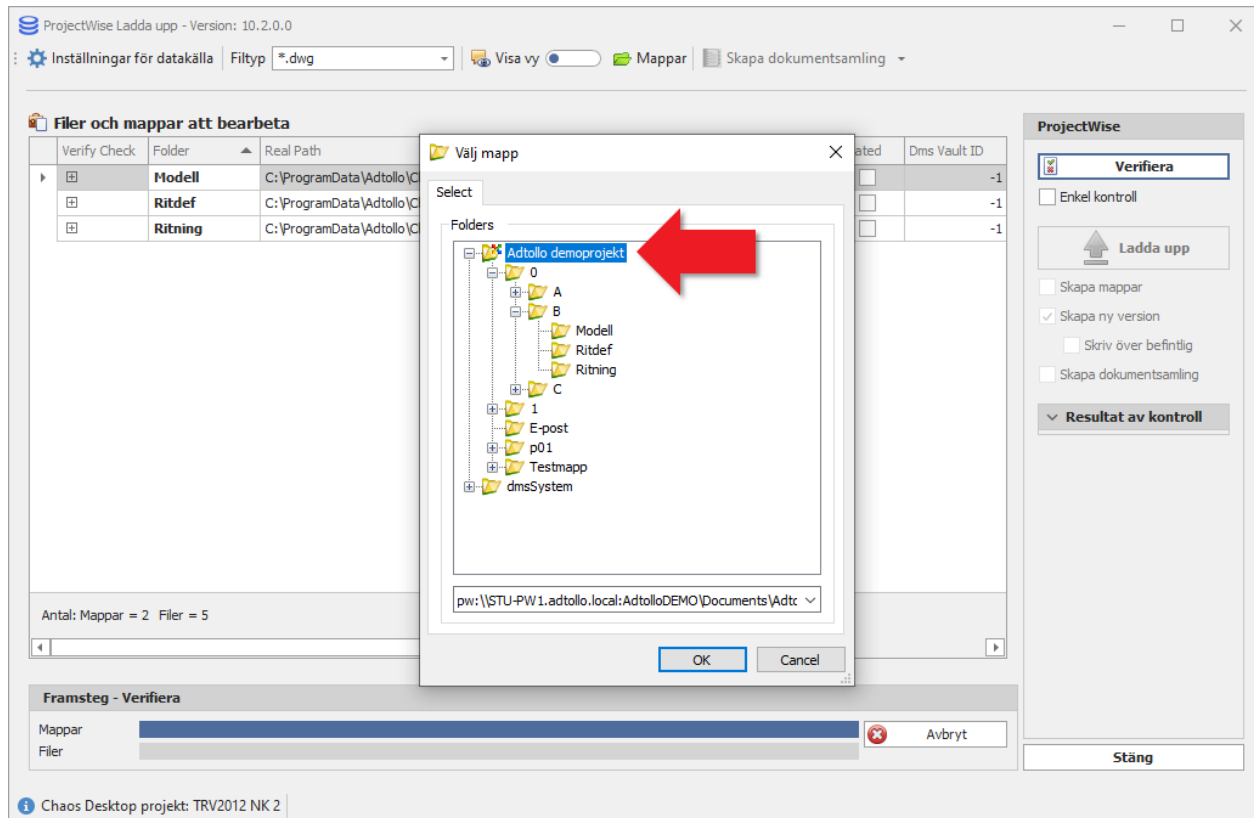 ProjectWise Ladda upp - Version: 10.2.0.0
Inställningar för datakälla Filtyp *.dwg Visa vy Mappar Skapa dokumentsamling
Filer och mappar att bearbeta
Verify Check Folder Real Path ated Dms Vault ID
Modell C:\ProgramData\Adtollo\C -1
Ritdef C:\ProgramData\Adtollo\C -1
Ritning C:\ProgramData\Adtollo\C -1
Antal: Mappar = 2 Filer = 5
Välj mapp
Select
Folders
Adtollo demoprojekt
0
A
B
Modell
Ritdef
Ritning
C
1
E-post
p01
Testmapp
dmsSystem
pw:\\STU-PW1.adtollo.local:AdtolloDEMO\Documents\Adtc
OK Cancel
ProjectWise
Verifiera
Enkel kontroll
Ladda upp
Skapa mappar
Skapa ny version
Skriv över befintlig
Skapa dokumentsamling
Resultat av kontroll
Framsteg - Verifiera
Mappar
Filer
Avbryt
Stäng
Chaos Desktop projekt: TRV2012 NK 2